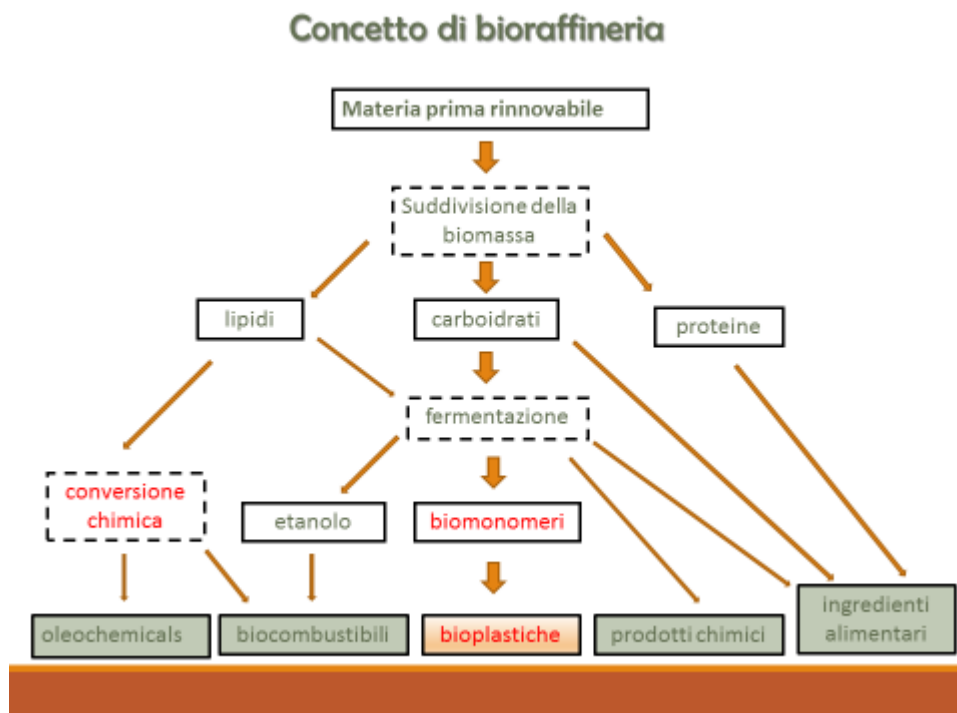 Concetto di bioraffineria
Materia prima rinnovabile
Suddivisione della
biomassa
lipidi
carboidrati
proteine
fermentazione
conversione
chimica
etanolo
biomonomeri
oleochemicals
biocombustibili
bioplastiche
prodotti chimici
ingredienti
alimentari